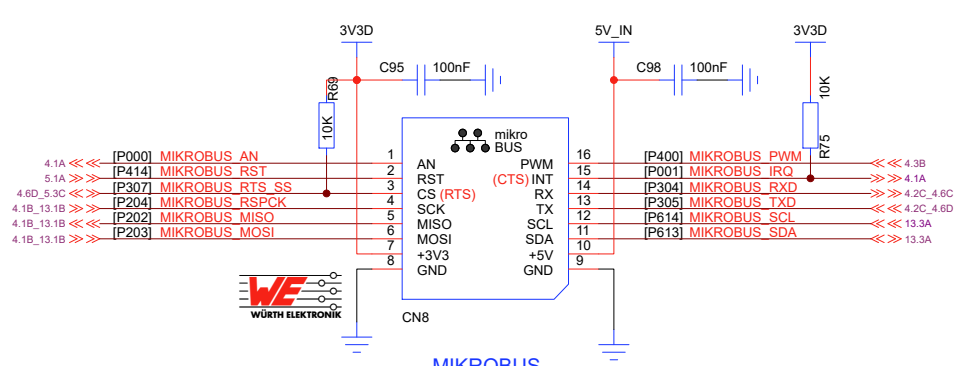 3V3D
5V_IN
3V3D
C95
100nF
C98
100nF
R69
10K
10K
R75
mikro
BUS
4.1A
[P000] MIKROBUS_AN
1
AN
PWM
16
[P400] MIKROBUS_PWM
4.3B
5.1A
[P414] MIKROBUS_RST
2
RST
(CTS) INT
15
[P001] MIKROBUS_IRQ
4.1A
4.6D_5.3C
[P307] MIKROBUS_RTS_SS
3
CS (RTS)
RX
14
[P304] MIKROBUS_RXD
4.2C_4.6C
4.1B_13.1B
[P204] MIKROBUS_RSPCK
4
SCK
TX
13
[P305] MIKROBUS_TXD
4.2C_4.6D
4.1B_13.1B
[P202] MIKROBUS_MISO
5
MISO
SCL
12
[P614] MIKROBUS_SCL
13.3A
4.1B_13.1B
[P203] MIKROBUS_MOSI
6
MOSI
SDA
11
[P613] MIKROBUS_SDA
13.3A
7
+3V3
+5V
10
8
GND
GND
9
WE
WÜRTH ELEKTRONIK
CN8
MIKROBUS